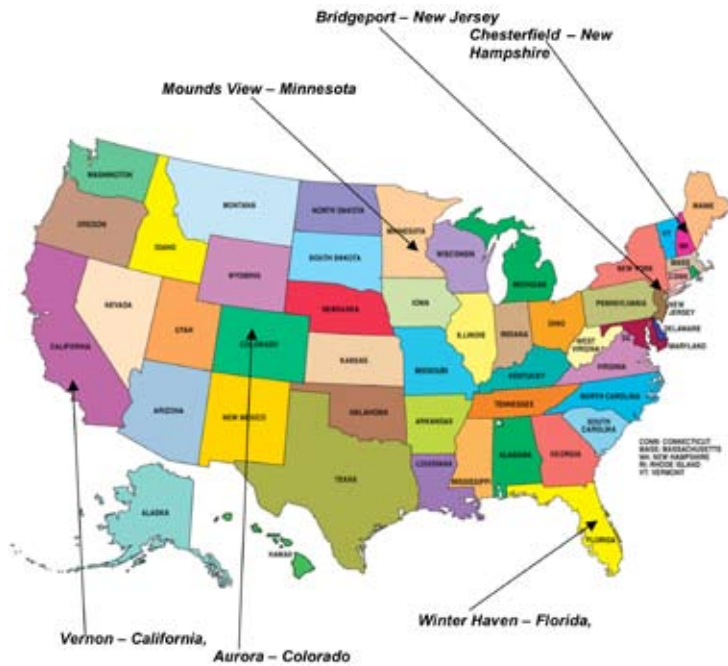 Bridgeport – New Jersey
Chesterfield – New
Hampshire
Mounds View – Minnesota
WASHINGTON
OREGON
IDAHO
MONTANA
NORTH DAKOTA
MINNESOTA
SOUTH DAKOTA
WISCONSIN
MICHIGAN
WYOMING
NEVADA
CALIFORNIA
UTAH
COLORADO
NEBRASKA
IOWA
ILLINOIS
INDIANA
OHIO
PENNSYLVANIA
NEW YORK
VT
NH
MAINE
MASS
CONN
RI
NEW
JERSEY
DELAWARE
MARYLAND
DC
WEST
VIRGINIA
VIRGINIA
KENTUCKY
MISSOURI
KANSAS
ARIZONA
NEW MEXICO
OKLAHOMA
ARKANSAS
TENNESSEE
NORTH CAROLINA
SOUTH
CAROLINA
TEXAS
LOUISIANA
MISSISSIPPI
ALABAMA
GEORGIA
FLORIDA
ALASKA
HAWAII
CONN: CONNECTICUT
MASS: MASSACHUSETTS
NH: NEW HAMPSHIRE
RI: RHODE ISLAND
VT: VERMONT
Vernon – California,
Aurora – Colorado
Winter Haven – Florida,